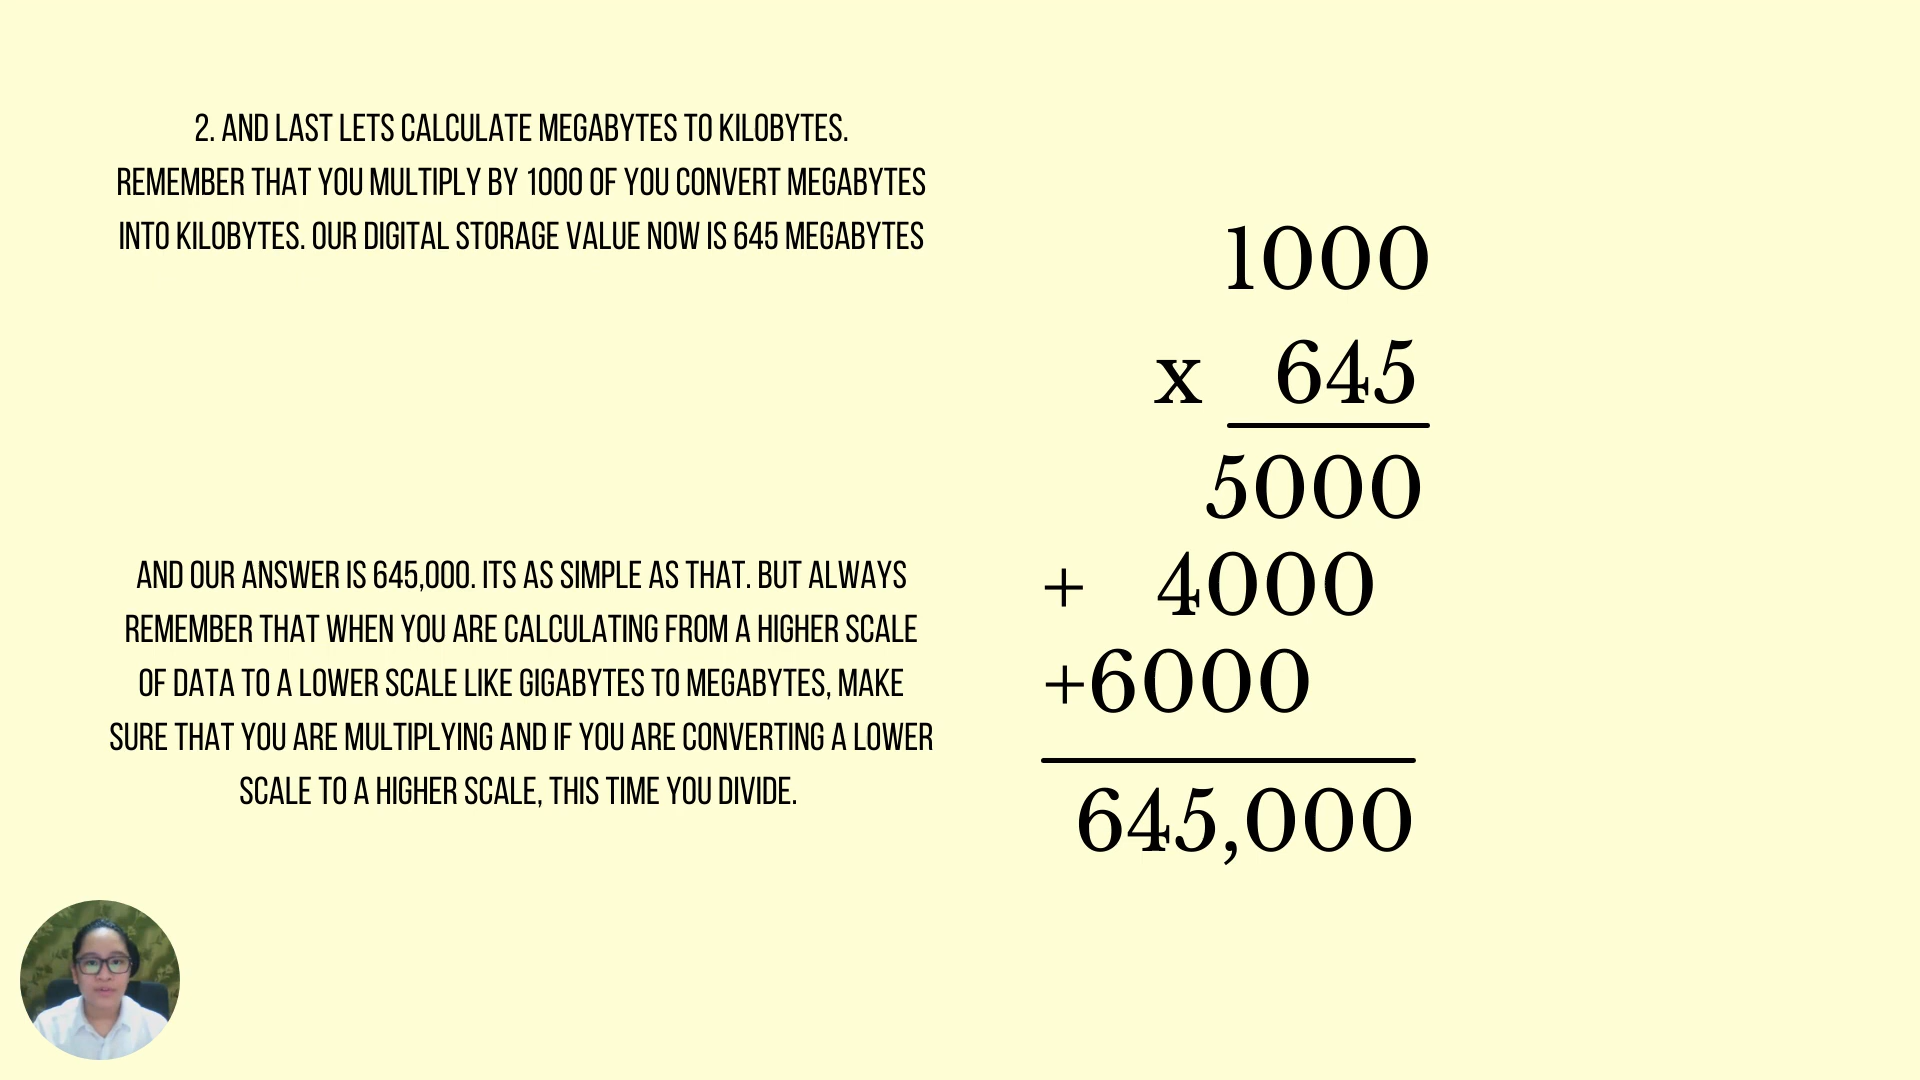 2. AND LAST LETS CALCULATE MEGABYTES TO KILOBYTES.
REMEMBER THAT YOU MULTIPLY BY 1000 OF YOU CONVERT MEGABYTES
INTO KILOBYTES. OUR DIGITAL STORAGE VALUE NOW IS 645 MEGABYTES
AND OUR ANSWER IS 645,000. ITS AS SIMPLE AS THAT. BUT ALWAYS
REMEMBER THAT WHEN YOU ARE CALCULATING FROM A HIGHER SCALE
OF DATA TO A LOWER SCALE LIKE GIGABYTES TO MEGABYTES, MAKE
SURE THAT YOU ARE MULTIPLYING AND IF YOU ARE CONVERTING A LOWER
SCALE TO A HIGHER SCALE, THIS TIME YOU DIVIDE.
1000
x 645
5000
+ 4000
+6000
645,000